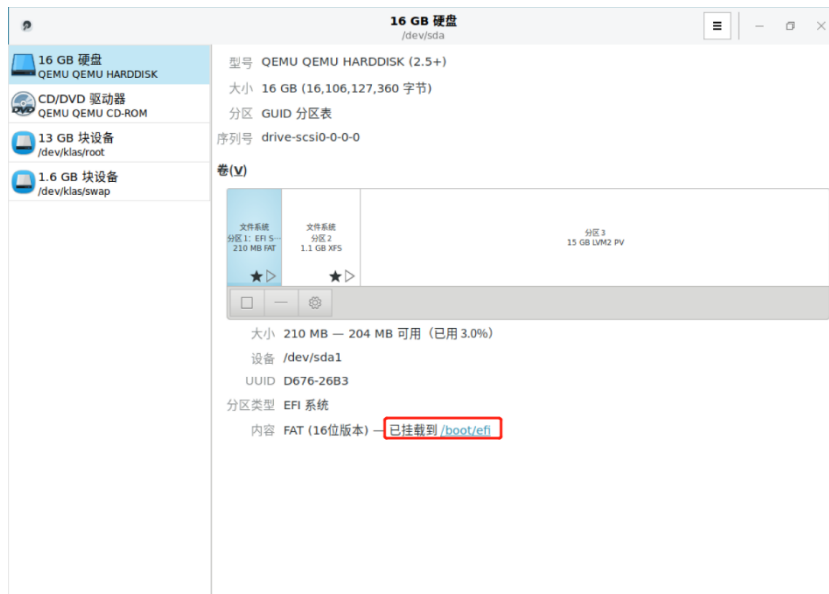 16 GB 硬盘
/dev/sda
16 GB 硬盘
QEMU QEMU HARDDISK
CD/DVD 驱动器
QEMU QEMU CD-ROM
13 GB 块设备
/dev/klas/root
1.6 GB 块设备
/dev/klas/swap
型号 QEMU QEMU HARDDISK (2.5+)
大小 16 GB (16,106,127,360 字节)
分区 GUID 分区表
序列号 drive-scsi0-0-0-0
卷(V)
文件系统
分区 1: EFI S…
210 MB FAT
文件系统
分区 2
1.1 GB XFS
分区 3
15 GB LVM2 PV
大小 210 MB — 204 MB 可用（已用 3.0%）
设备 /dev/sda1
UUID D676-26B3
分区类型 EFI 系统
内容 FAT (16位版本) — 已挂载到 /boot/efi